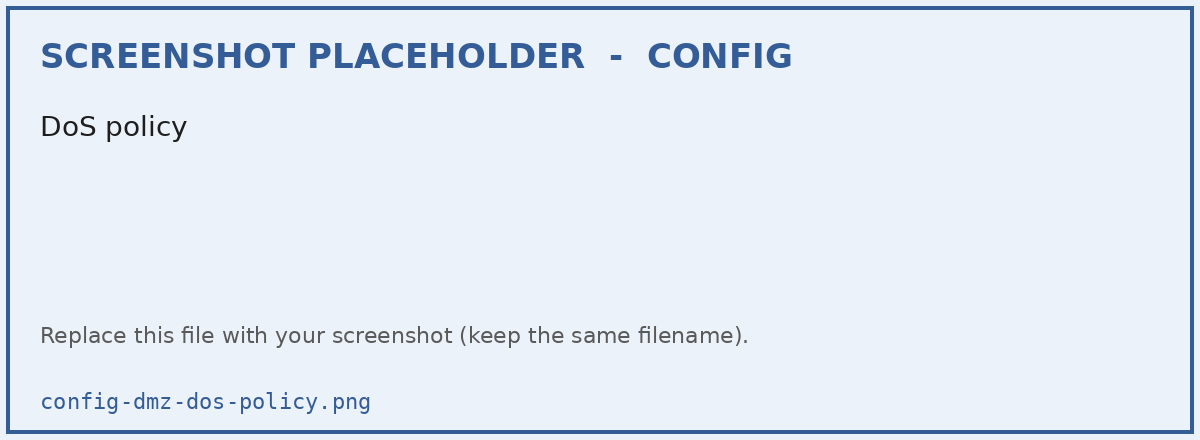 SCREENSHOT PLACEHOLDER - CONFIG
DoS policy
Replace this file with your screenshot (keep the same filename).
config-dmz-dos-policy.png